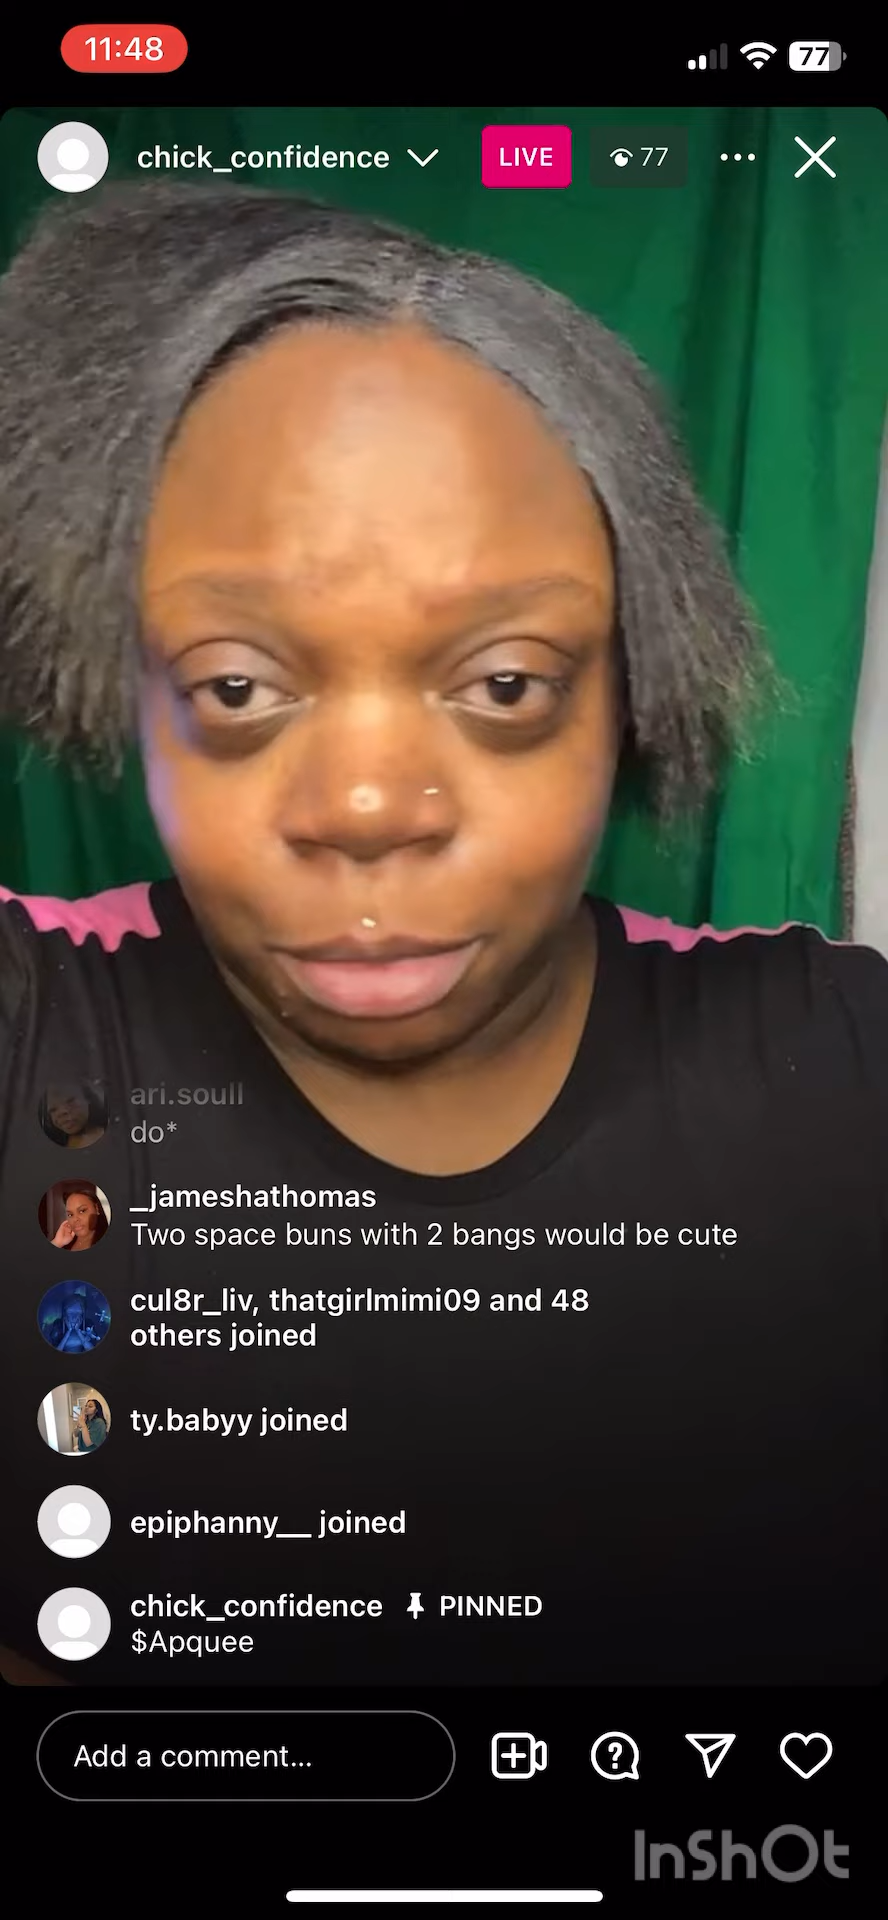 11:48
77
chick_confidence
LIVE
77
ari.soull
do*
_jameshathomas
Two space buns with 2 bangs would be cute
cul8r_liv, thatgirlmimi09 and 48
others joined
ty.babyy joined
epiphanny__ joined
chick_confidence PINNED
$Apquee
Add a comment...
InShOt